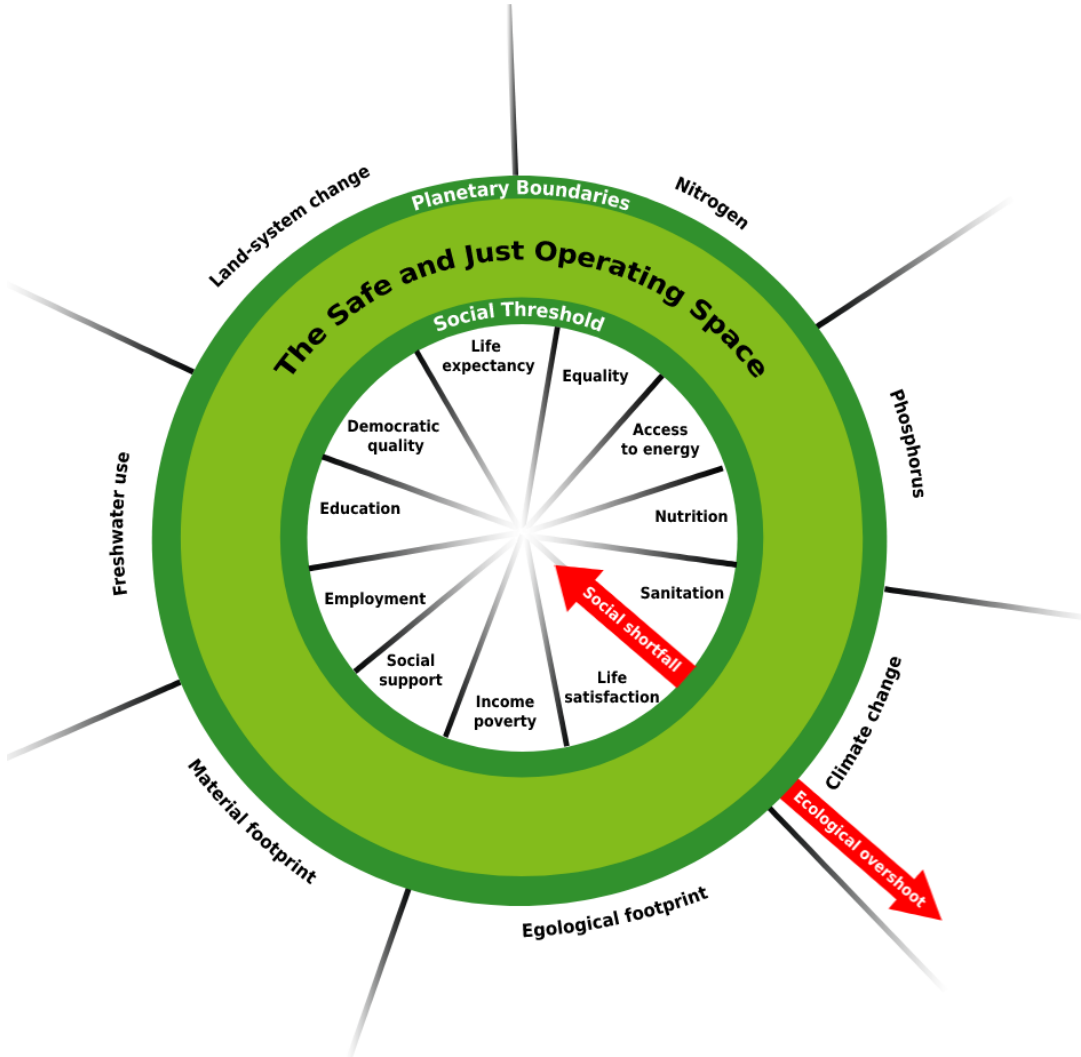 Land-system change
Planetary Boundaries
Nitrogen
The Safe and Just Operating Space
Social Threshold
Life
expectancy
Equality
Democratic
quality
Access
to energy
Phosphorus
Freshwater use
Education
Nutrition
Employment
Sanitation
Social shortfall
Social
support
Life
satisfaction
Income
poverty
Climate change
Material footprint
Ecological overshoot
Egological footprint